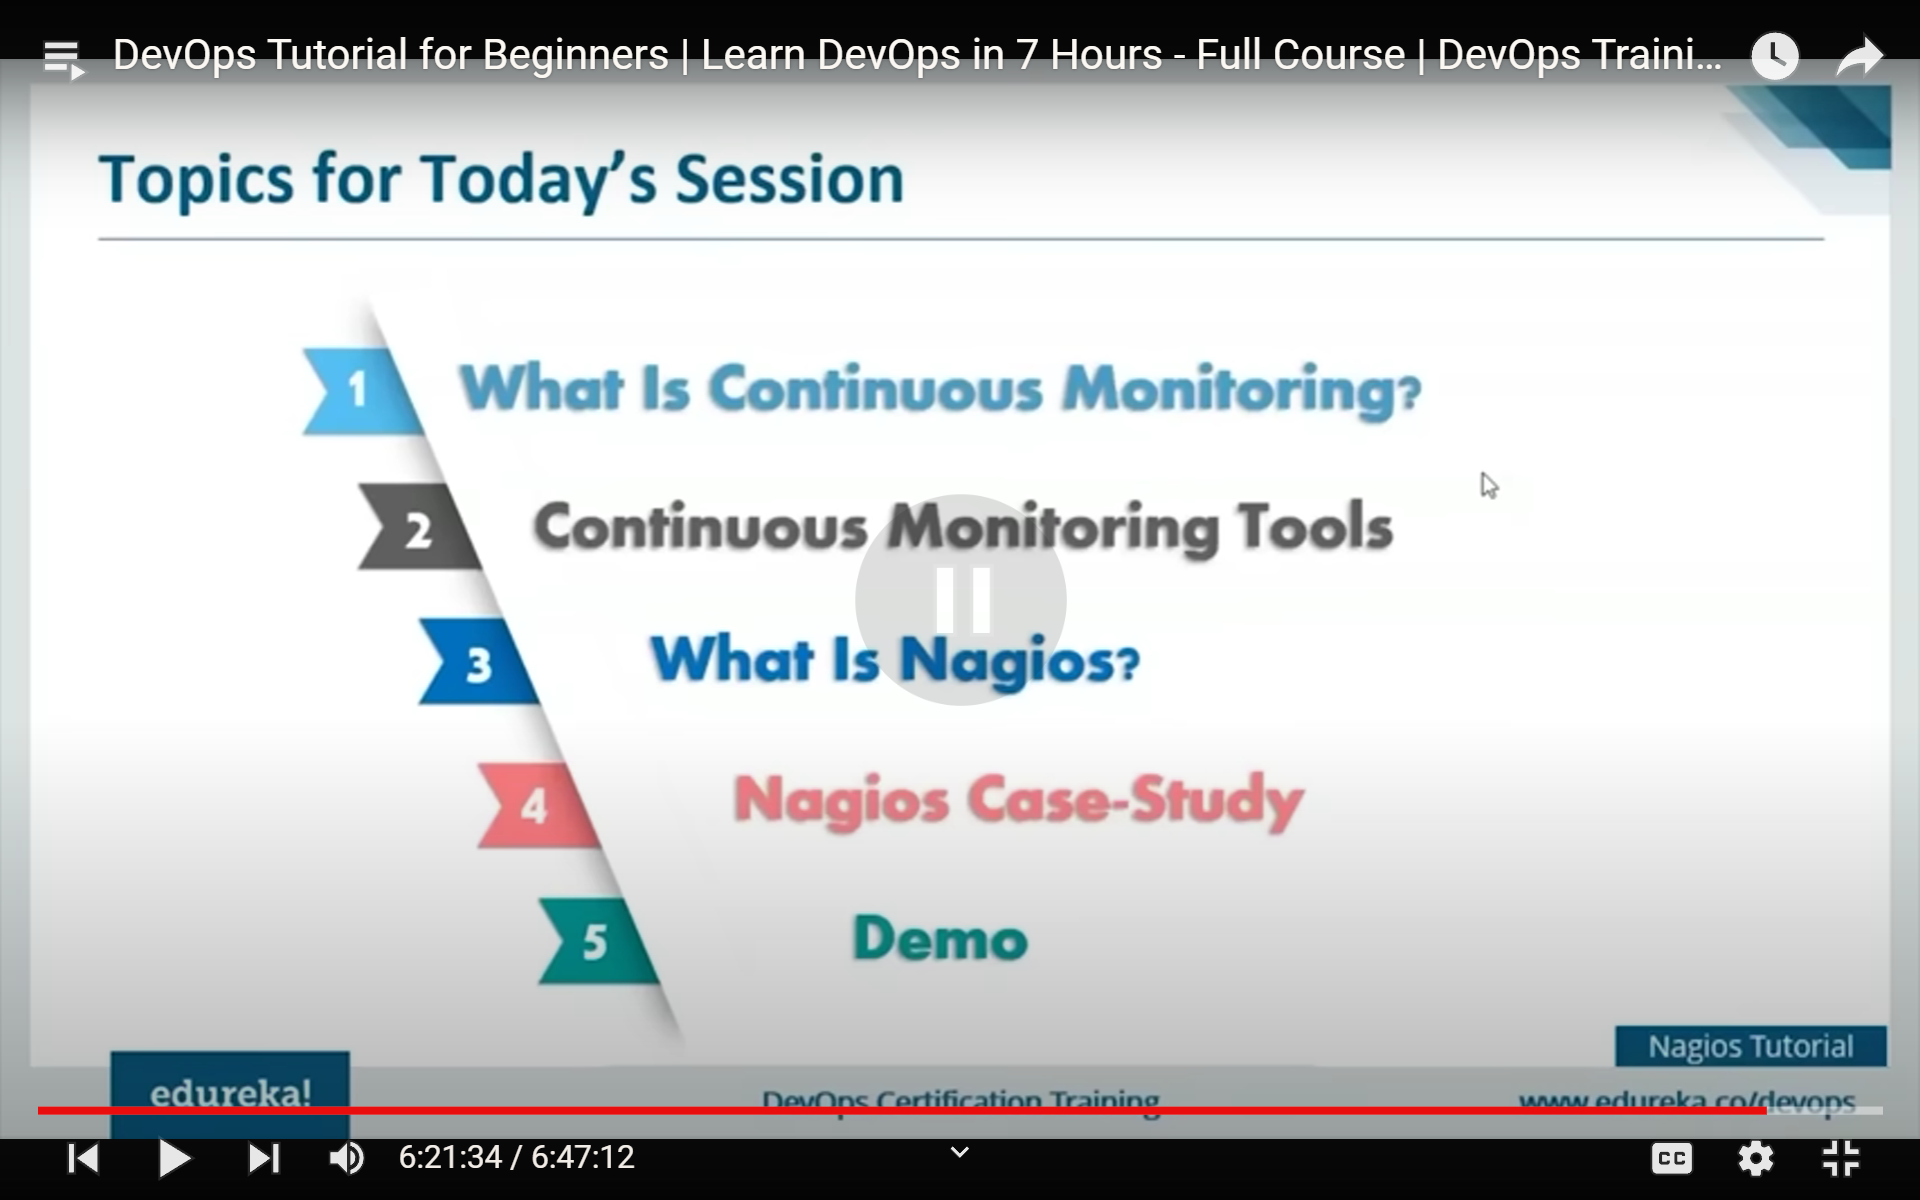 DevOps Tutorial for Beginners | Learn DevOps in 7 Hours - Full Course | DevOps Traini...
Topics for Today's Session
1 What Is Continuous Monitoring?
2 Continuous Monitoring Tools
3 What Is Nagios?
4 Nagios Case-Study
5 Demo
Nagios Tutorial
edureka!
DevOps Certification Training
www.edureka.co/devops
6:21:34 / 6:47:12
CC